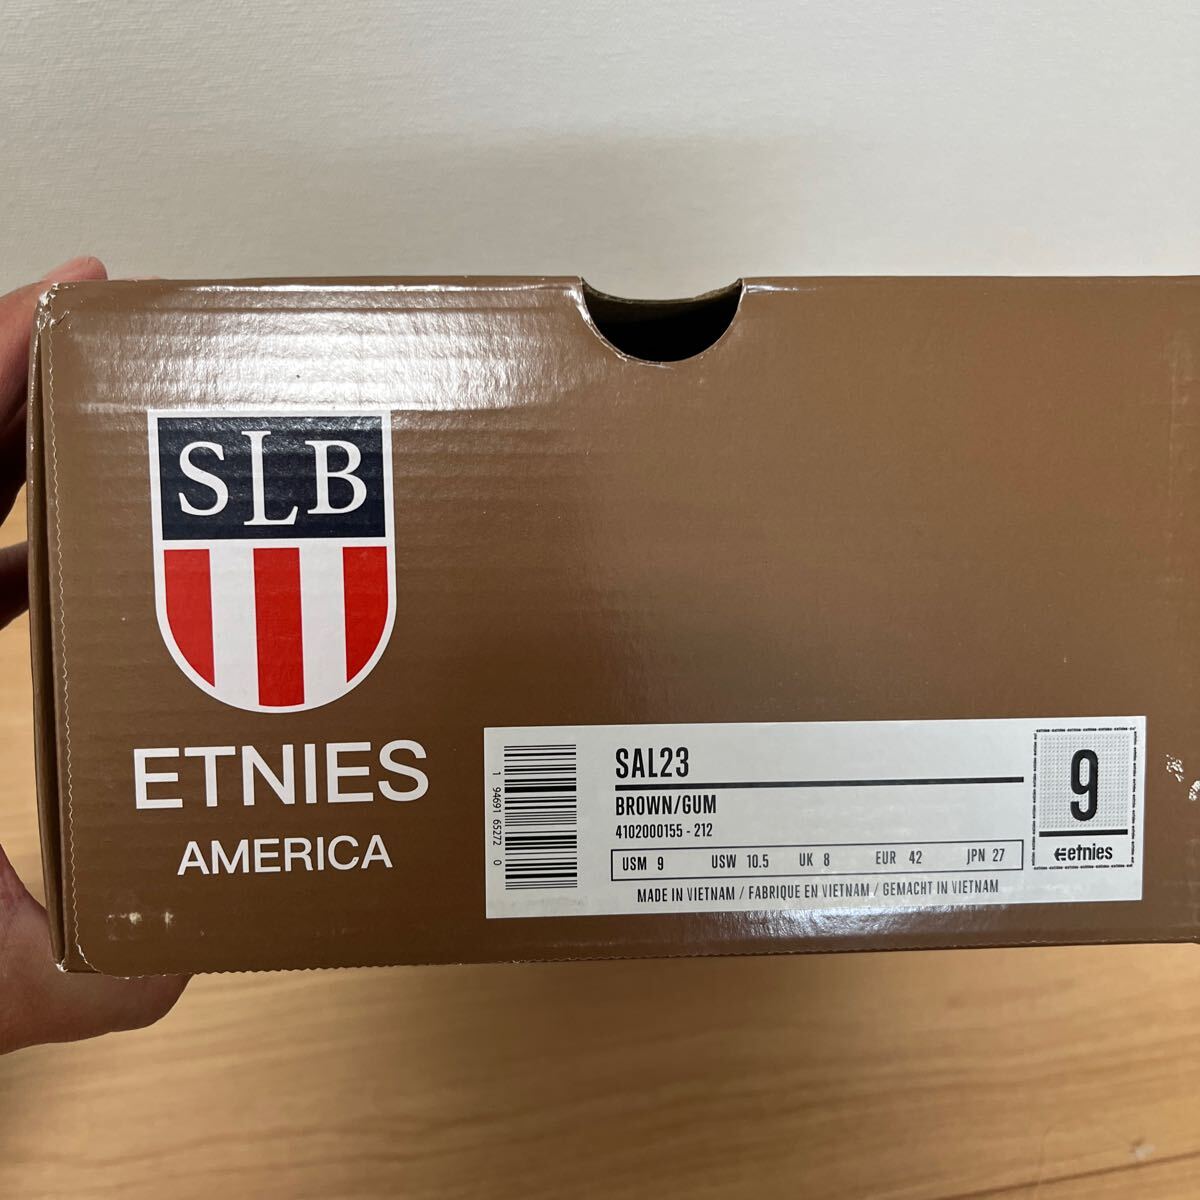 SLB
ETNIES
AMERICA
1 94691 65272 0
SAL23
BROWN/GUM
4102000155 - 212
USM 9 USW 10.5 UK 8 EUR 42 JPN 27
MADE IN VIETNAM / FABRIQUE EN VIETNAM / GEMACHT IN VIETNAM
9
etnies